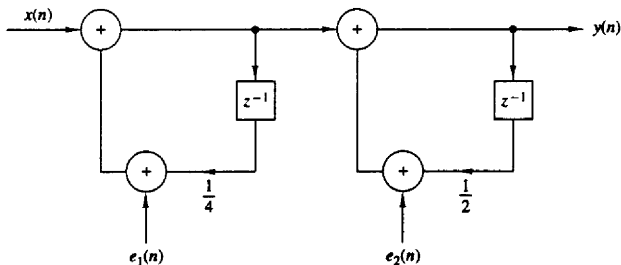 x(n)
+
+
y(n)
z⁻¹
z⁻¹
+
1/4
+
1/2
e₁(n)
e₂(n)